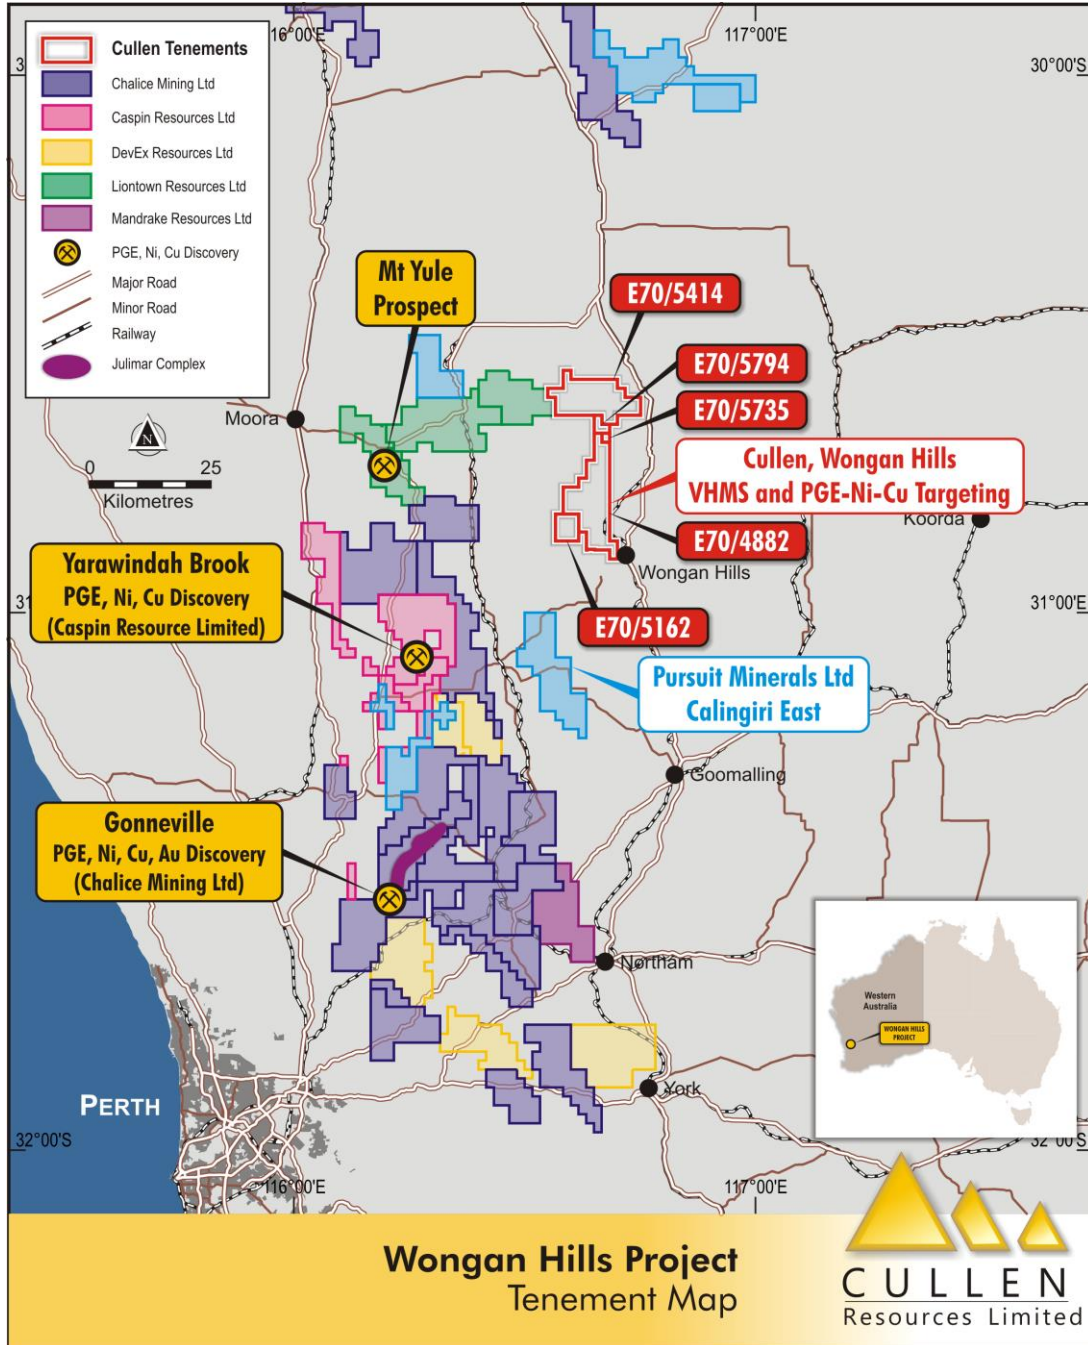 116°00'E
117°00'E
30°00'S
3
Cullen Tenements
Chalice Mining Ltd
Caspin Resources Ltd
DevEx Resources Ltd
Liontown Resources Ltd
Mandrake Resources Ltd
PGE, Ni, Cu Discovery
Major Road
Minor Road
Railway
Julimar Complex
N
0 25
Kilometres
Mt Yule
Prospect
E70/5414
E70/5794
E70/5735
Moora
Cullen, Wongan Hills
VHMS and PGE-Ni-Cu Targeting
Koorda
E70/4882
Wongan Hills
Yarawindah Brook
PGE, Ni, Cu Discovery
(Caspin Resource Limited)
31
31°00'E
E70/5162
Pursuit Minerals Ltd
Calingiri East
Goomalling
Gonneville
PGE, Ni, Cu, Au Discovery
(Chalice Mining Ltd)
Northam
Western
Australia
WONGAN HILLS
PROJECT
York
PERTH
32°00'S
32°00'S
116°00'E
117°00'E
Wongan Hills Project
Tenement Map
CULLEN
Resources Limited